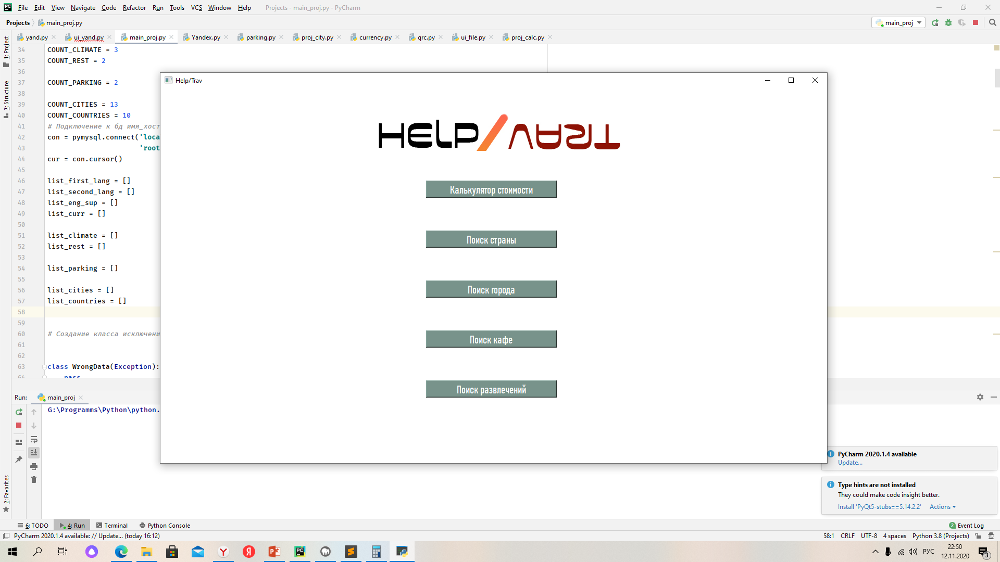 File Edit View Navigate Code Refactor Run Tools VCS Window Help Projects - main_proj.py - PyCharm
Projects main_proj.py main_proj
yand.py ui_yand.py main_proj.py Yandex.py parking.py proj_city.py currency.py qrc.py ui_file.py proj_calc.py
1: Project
7: Structure
2: Favorites
34 COUNT_CLIMATE = 3
35 COUNT_REST = 2
36
37 COUNT_PARKING = 2
38
39 COUNT_CITIES = 13
40 COUNT_COUNTRIES = 10
41 # Подключение к бд имя_хост
42 con = pymysql.connect('loca
43 'root
44 cur = con.cursor()
45
46 list_first_lang = []
47 list_second_lang = []
48 list_eng_sup = []
49 list_curr = []
50
51 list_climate = []
52 list_rest = []
53
54 list_parking = []
55
56 list_cities = []
57 list_countries = []
58
59
60 # Создание класса исключени
61
62
63 class WrongData(Exception):
64 pass
Help/Trav
HELP/TRAV
Калькулятор стоимости
Поиск страны
Поиск города
Поиск кафе
Поиск развлечений
Run: main_proj
G:\Programms\Python\python.
PyCharm 2020.1.4 available
Update...
Type hints are not installed
They could make code insight better.
Install 'PyQt5-stubs==5.14.2.2' Actions
6: TODO 4: Run Terminal Python Console 2 Event Log
PyCharm 2020.1.4 available: // Update... (today 16:12) 58:1 CRLF UTF-8 4 spaces Python 3.8 (Projects)
РУС 22:50
12.11.2020 3